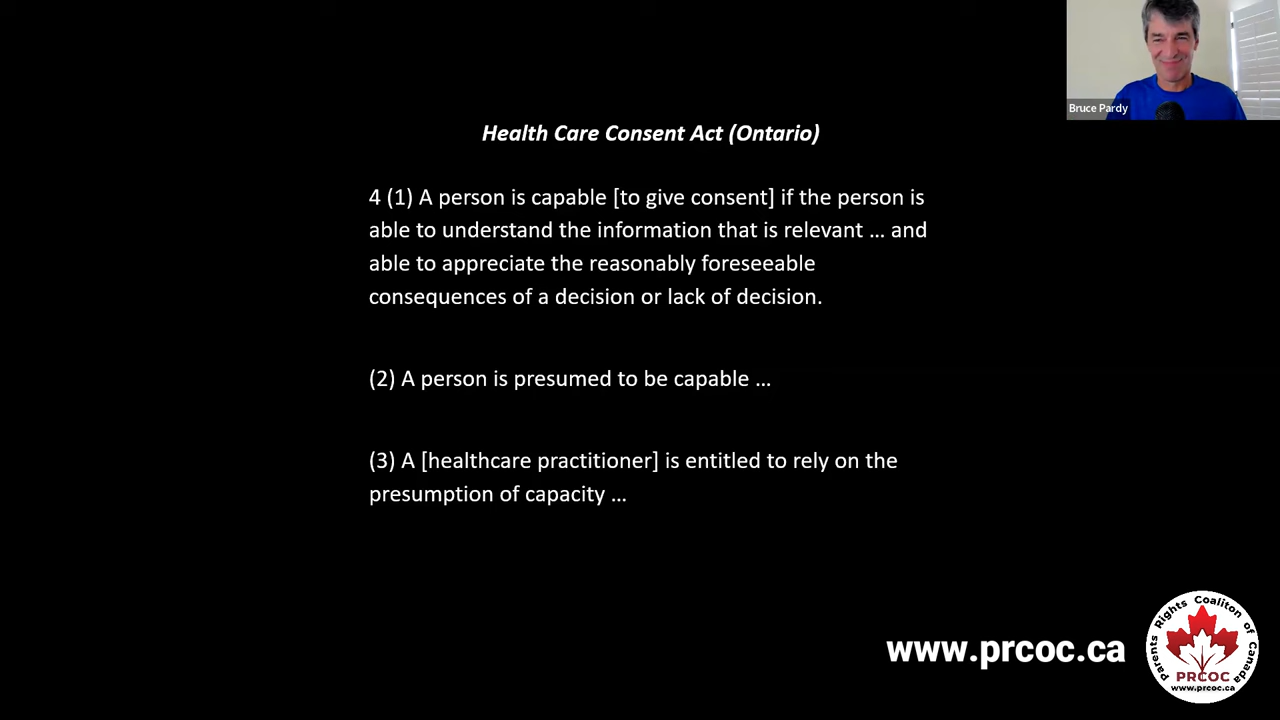 Bruce Pardy
Health Care Consent Act (Ontario)
4 (1) A person is capable [to give consent] if the person is
able to understand the information that is relevant … and
able to appreciate the reasonably foreseeable
consequences of a decision or lack of decision.
(2) A person is presumed to be capable …
(3) A [healthcare practitioner] is entitled to rely on the
presumption of capacity …
www.prcoc.ca
Parents Rights Coaliton of Canada
PRCOC
www.prcoc.ca